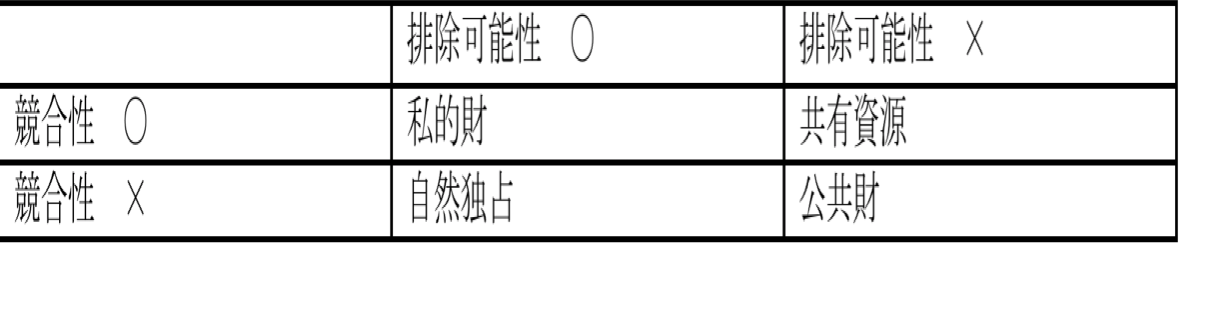 排除可能性　○　排除可能性　×
競合性　○　私的財　共有資源
競合性　×　自然独占　公共財